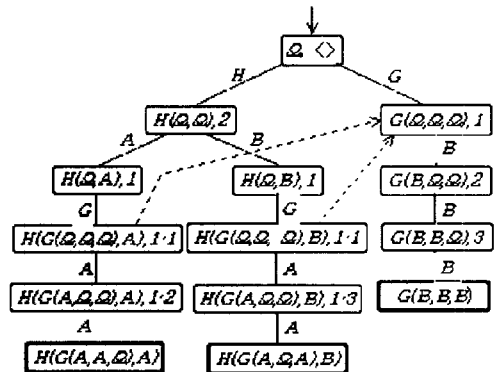 Ω <>
H G
H(Ω,Ω),2 G(Ω,Ω,Ω),1
A B B
H(Ω,A),1 H(Ω,B),1 G(B,Ω,Ω),2
G G B
H(G(Ω,Ω,Ω),A),1·1 H(G(Ω,Ω, Ω),B),1·1 G(B,B,Ω),3
A A B
H(G(A,Ω,Ω),A),1·2 H(G(A,Ω,Ω),B),1·3 G(B,B,B)
A A
H(G(A,A,Ω),A) H(G(A,Ω,A),B)